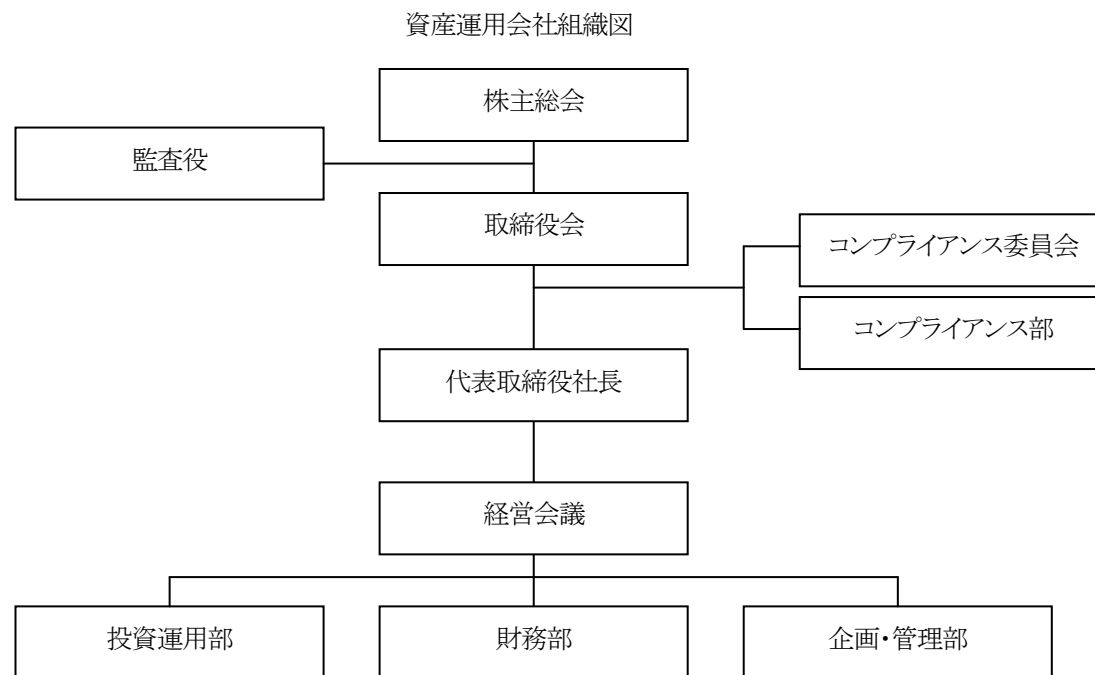 資産運用会社組織図
株主総会
監査役
取締役会
コンプライアンス委員会
コンプライアンス部
代表取締役社長
経営会議
投資運用部
財務部
企画・管理部